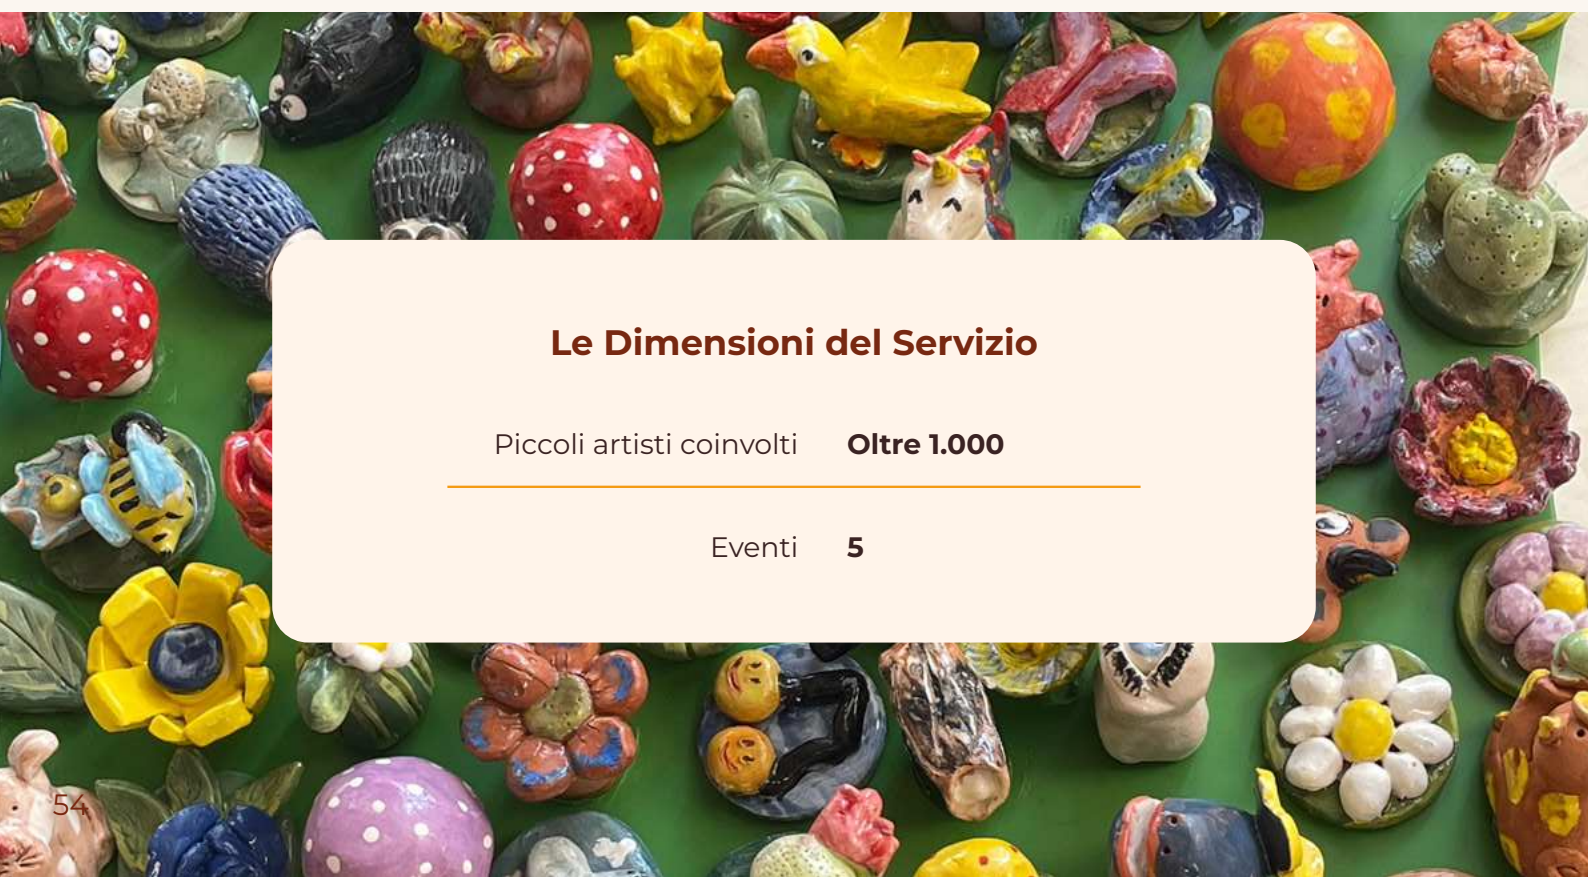 Le Dimensioni del Servizio
Piccoli artisti coinvolti Oltre 1.000
Eventi 5
54